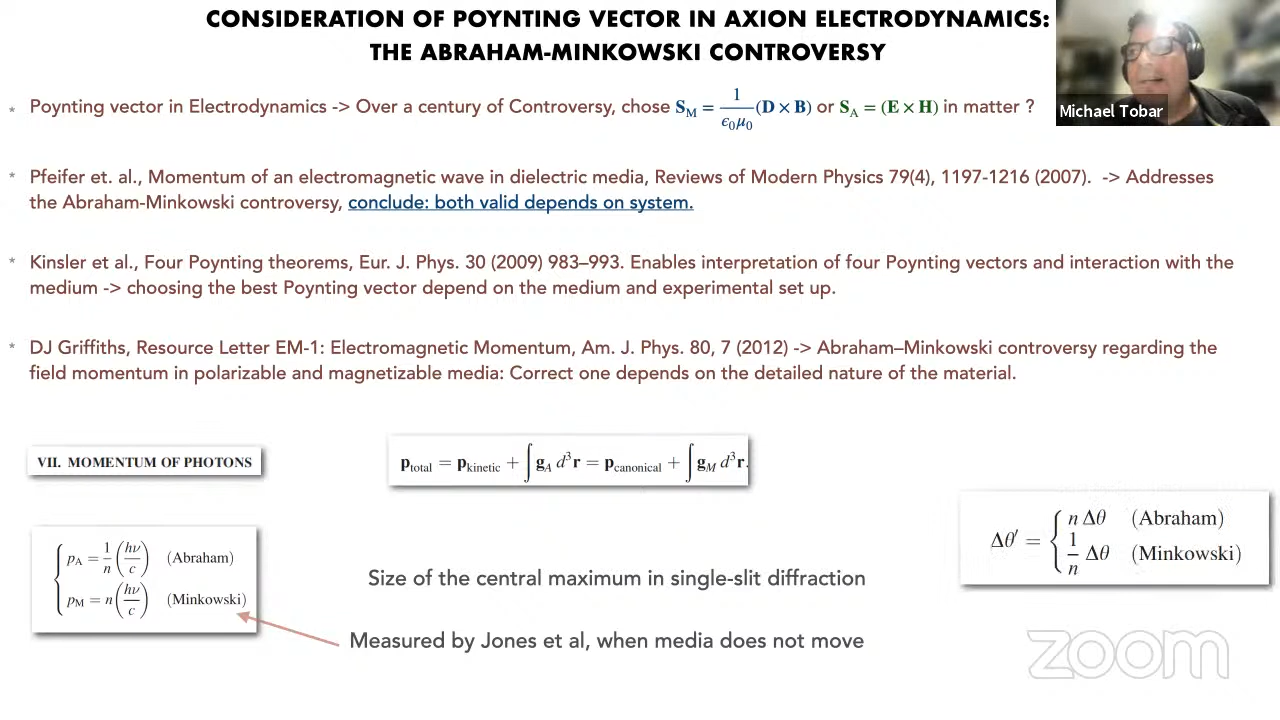 CONSIDERATION OF POYNTING VECTOR IN AXION ELECTRODYNAMICS:
THE ABRAHAM-MINKOWSKI CONTROVERSY
Michael Tobar
* Poynting vector in Electrodynamics -> Over a century of Controversy, chose S_M = 1/(ϵ₀μ₀) (D × B) or S_A = (E × H) in matter ?
* Pfeifer et. al., Momentum of an electromagnetic wave in dielectric media, Reviews of Modern Physics 79(4), 1197-1216 (2007). -> Addresses
the Abraham-Minkowski controversy, conclude: both valid depends on system.
* Kinsler et al., Four Poynting theorems, Eur. J. Phys. 30 (2009) 983–993. Enables interpretation of four Poynting vectors and interaction with the
medium -> choosing the best Poynting vector depend on the medium and experimental set up.
* DJ Griffiths, Resource Letter EM-1: Electromagnetic Momentum, Am. J. Phys. 80, 7 (2012) -> Abraham–Minkowski controversy regarding the
field momentum in polarizable and magnetizable media: Correct one depends on the detailed nature of the material.
VII. MOMENTUM OF PHOTONS
p_total = p_kinetic + ∫ g_A d³r = p_canonical + ∫ g_M d³r.
p_A = 1/n (hν/c) (Abraham)
p_M = n (hν/c) (Minkowski)
Size of the central maximum in single-slit diffraction
Δθ′ = { n Δθ (Abraham)
1/n Δθ (Minkowski)
Measured by Jones et al, when media does not move
zoom